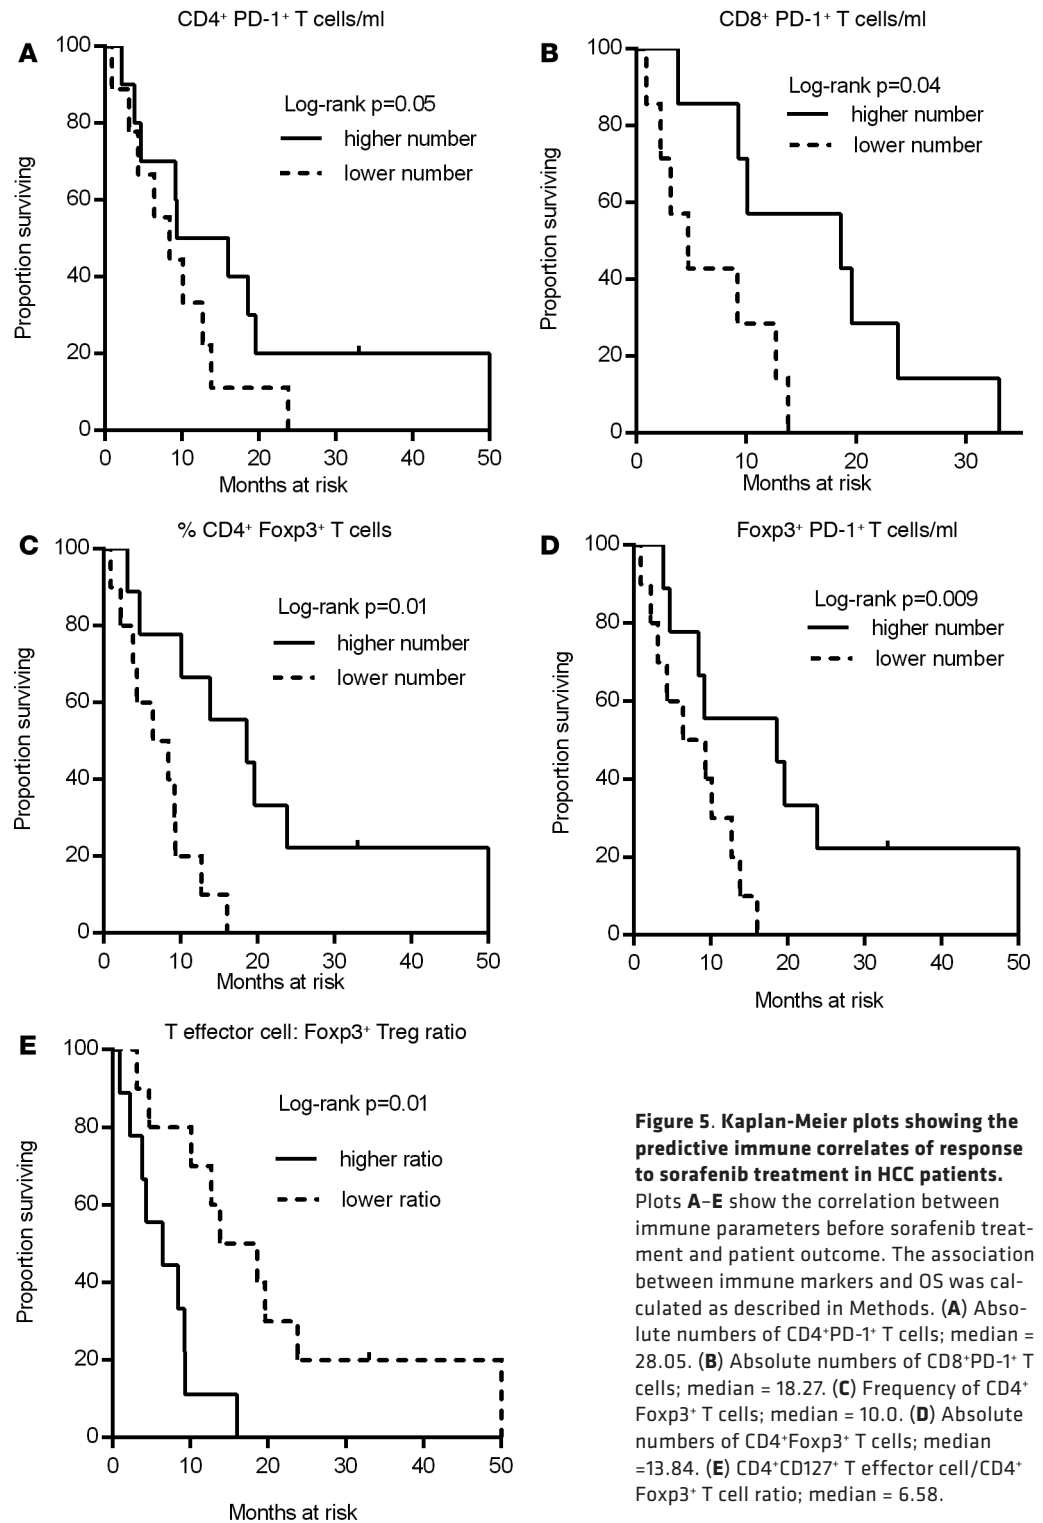 A
CD4⁺ PD-1⁺ T cells/ml
Log-rank p=0.05
higher number
lower number
Proportion surviving
100
80
60
40
20
0
0 10 20 30 40 50
Months at risk
B
CD8⁺ PD-1⁺ T cells/ml
Log-rank p=0.04
higher number
lower number
Proportion surviving
100
80
60
40
20
0
0 10 20 30
Months at risk
C
% CD4⁺ Foxp3⁺ T cells
Log-rank p=0.01
higher number
lower number
Proportion surviving
100
80
60
40
20
0
0 10 20 30 40 50
Months at risk
D
Foxp3⁺ PD-1⁺ T cells/ml
Log-rank p=0.009
higher number
lower number
Proportion surviving
100
80
60
40
20
0
0 10 20 30 40 50
Months at risk
E
T effector cell: Foxp3⁺ Treg ratio
Log-rank p=0.01
higher ratio
lower ratio
Proportion surviving
100
80
60
40
20
0
0 10 20 30 40 50
Months at risk
Figure 5. Kaplan-Meier plots showing the
predictive immune correlates of response
to sorafenib treatment in HCC patients.
Plots A–E show the correlation between
immune parameters before sorafenib treat-
ment and patient outcome. The association
between immune markers and OS was cal-
culated as described in Methods. (A) Abso-
lute numbers of CD4⁺PD-1⁺ T cells; median =
28.05. (B) Absolute numbers of CD8⁺PD-1⁺ T
cells; median = 18.27. (C) Frequency of CD4⁺
Foxp3⁺ T cells; median = 10.0. (D) Absolute
numbers of CD4⁺Foxp3⁺ T cells; median
=13.84. (E) CD4⁺CD127⁺ T effector cell/CD4⁺
Foxp3⁺ T cell ratio; median = 6.58.